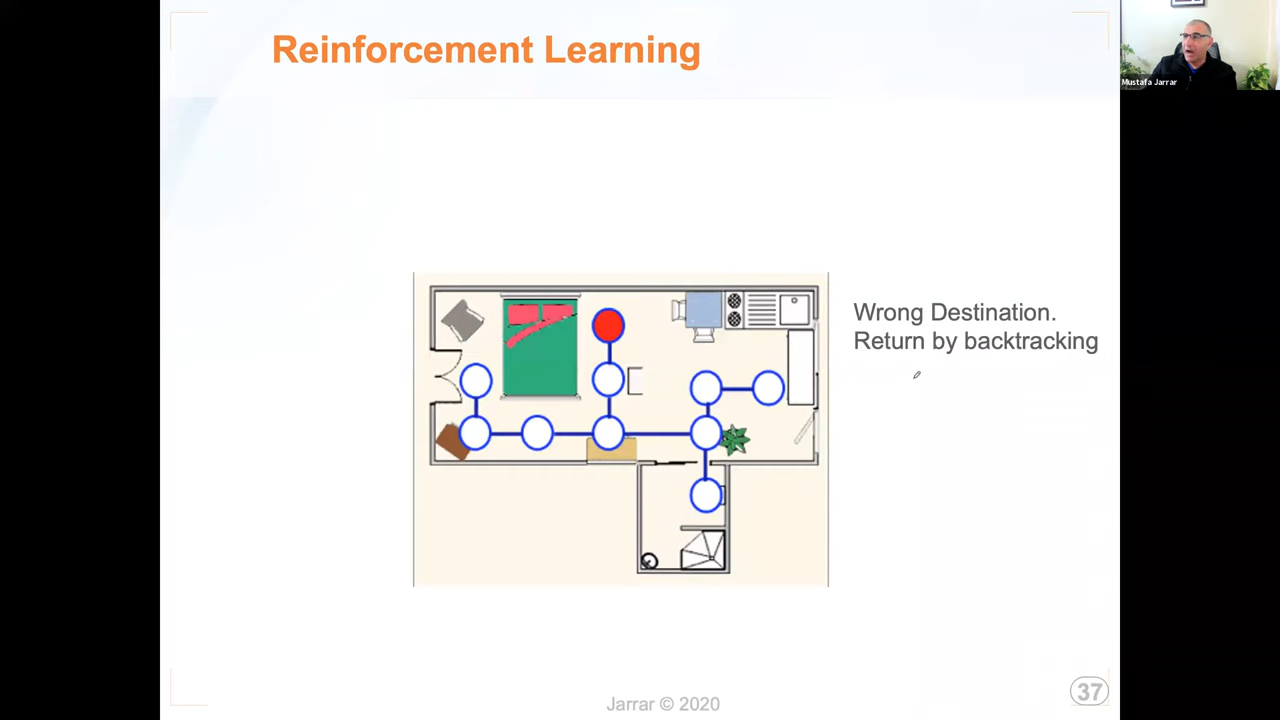 Reinforcement Learning
Mustafa Jarrar
Wrong Destination.
Return by backtracking
Jarrar © 2020
37